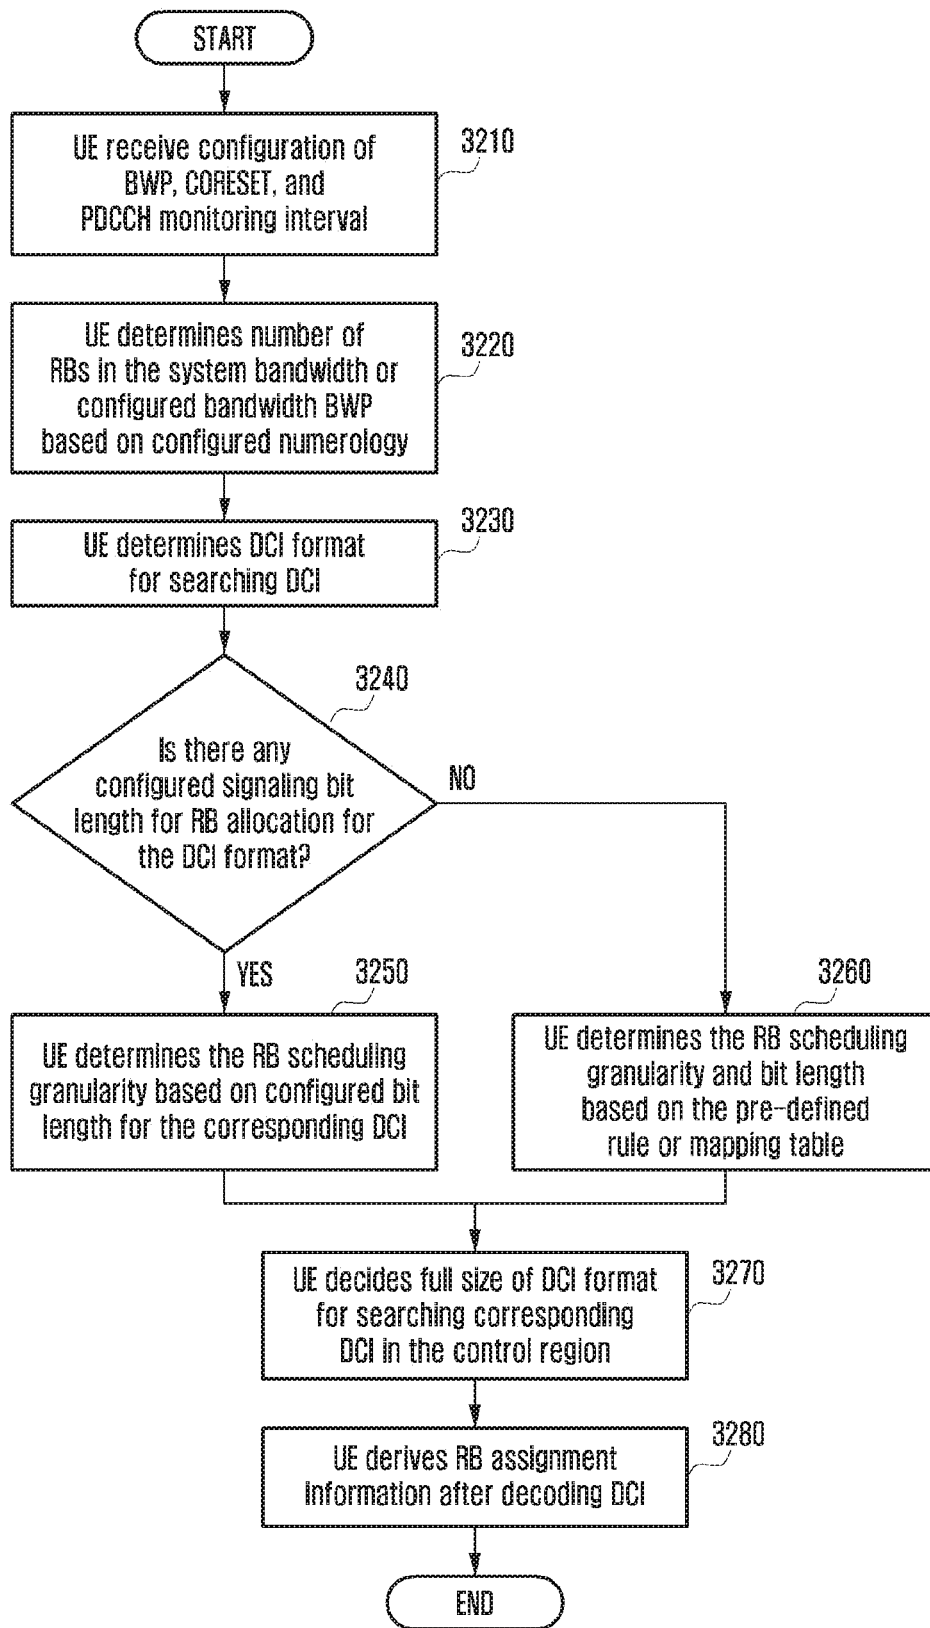 START
UE receive configuration of
BWP, CORESET, and
PDCCH monitoring interval
3210
UE determines number of
RBs in the system bandwidth or
configured bandwidth BWP
based on configured numerology
3220
UE determines DCI format
for searching DCI
3230
Is there any
configured signaling bit
length for RB allocation for
the DCI format?
3240
NO
YES
UE determines the RB scheduling
granularity based on configured bit
length for the corresponding DCI
3250
UE determines the RB scheduling
granularity and bit length
based on the pre-defined
rule or mapping table
3260
UE decides full size of DCI format
for searching corresponding
DCI in the control region
3270
UE derives RB assignment
information after decoding DCI
3280
END